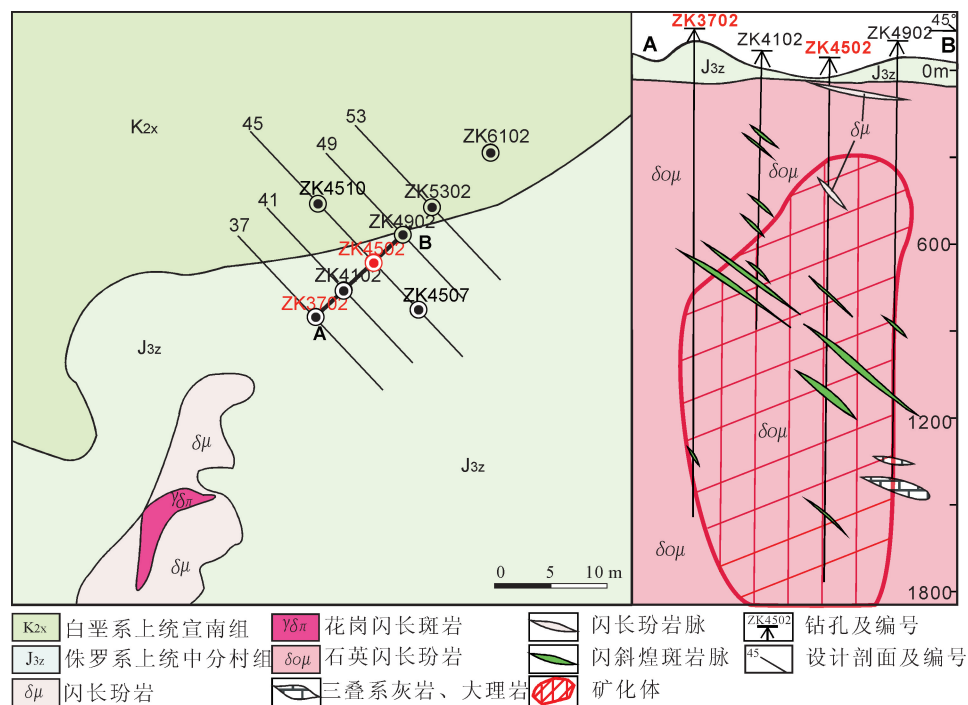 K2x
45
53
49
41
37
ZK6102
ZK4510
ZK5302
ZK4902
B
ZK4502
ZK4102
ZK4507
ZK3702
A
J3z
δμ
J3z
γδπ
δμ
0 5 10 m
ZK3702
A
ZK4102
ZK4502
ZK4902
45°
B
J3z
J3z
0m
δμ
δομ
δομ
600
1200
δομ
δομ
1800
K2x 白垩系上统宣南组
γδπ 花岗闪长斑岩
闪长玢岩脉
ZK4502 钻孔及编号
J3z 侏罗系上统中分村组
δομ 石英闪长玢岩
闪斜煌斑岩脉
45 设计剖面及编号
δμ 闪长玢岩
三叠系灰岩、大理岩
矿化体